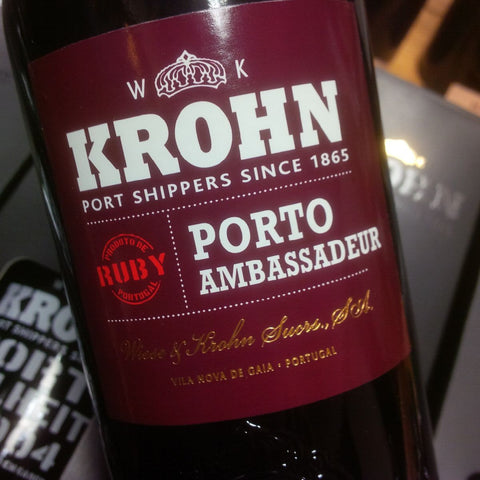 W K
KROHN
PORT SHIPPERS SINCE 1865
PRODUTO DE
RUBY
PORTUGAL
PORTO
AMBASSADEUR
Wiese & Krohn Sucrs., S.A.
VILA NOVA DE GAIA · PORTUGAL
KRO